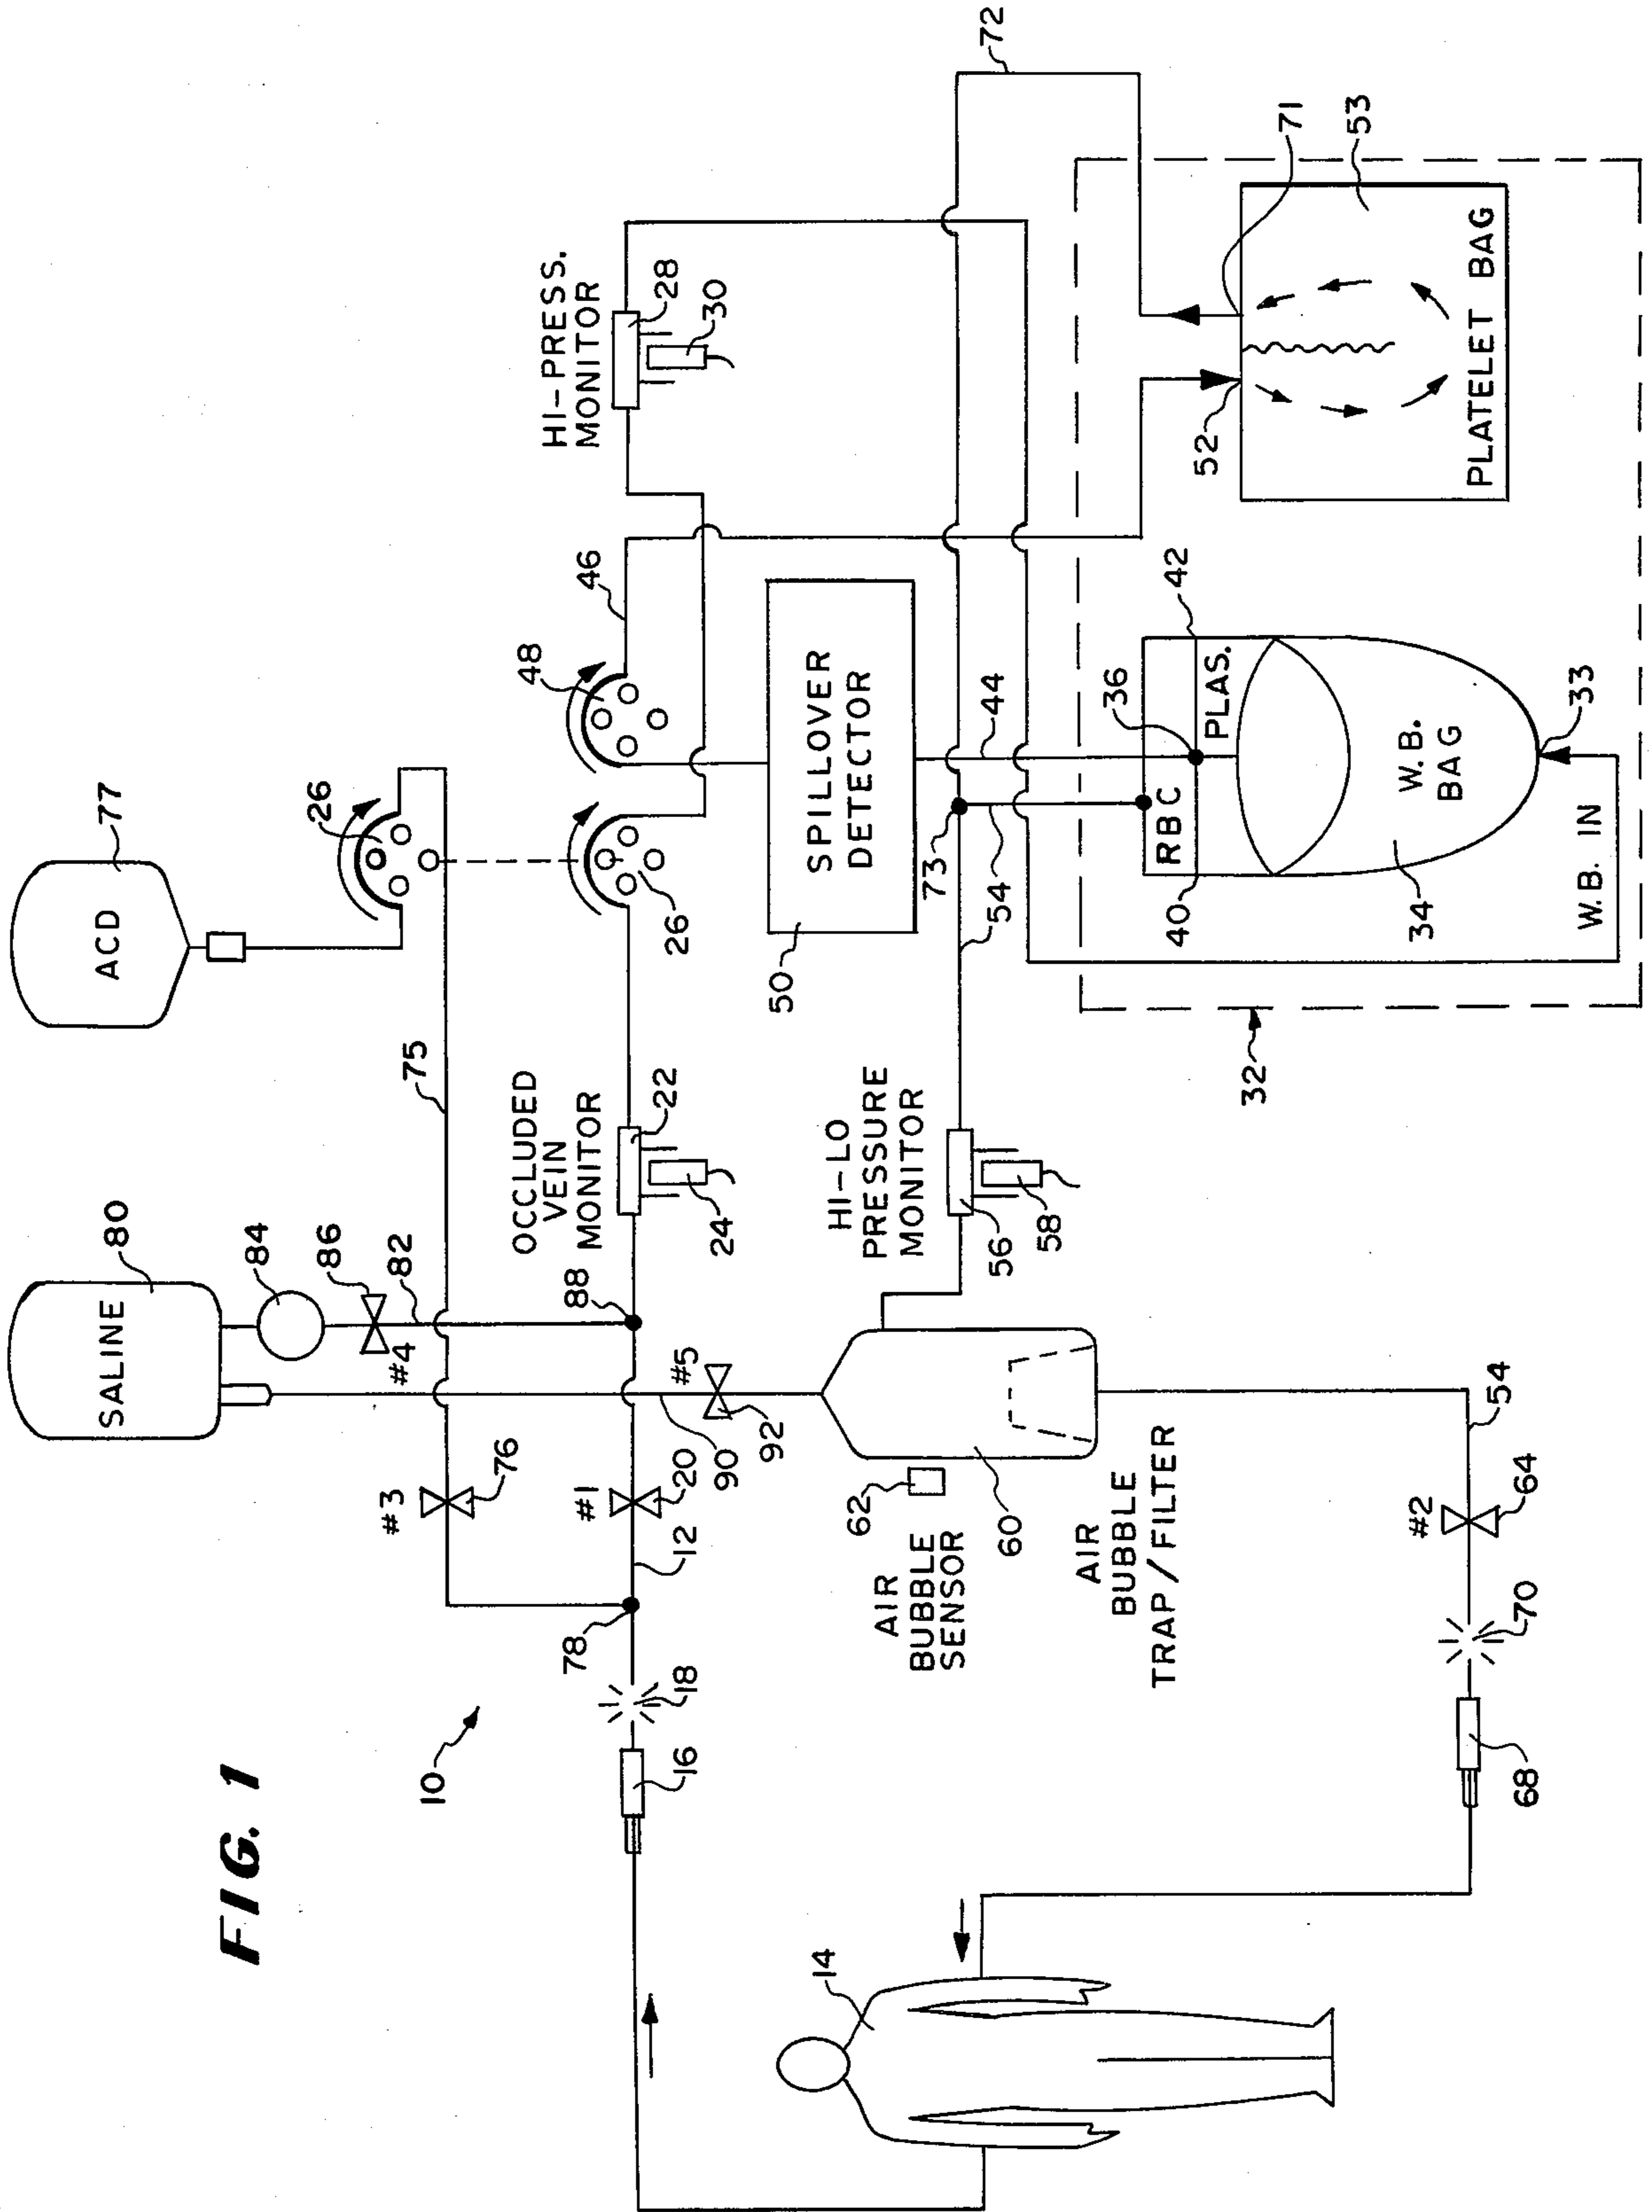 FIG. 1
10
SALINE
80
84
86
#4
82
ACD
77
26
75
#3
76
78
#1
20
12
18
16
88
#5
90
92
OCCLUDED
VEIN
MONITOR
22
24
26
48
46
HI-PRESS.
MONITOR
28
30
72
SPILLOVER
DETECTOR
50
44
73
54
HI-LO
PRESSURE
MONITOR
56
58
62
AIR
BUBBLE
SENSOR
60
AIR
BUBBLE
TRAP/FILTER
54
#2
64
70
68
14
32
36
42
RBC
PLAS.
40
W.B.
BAG
34
33
W.B. IN
52
71
53
PLATELET BAG